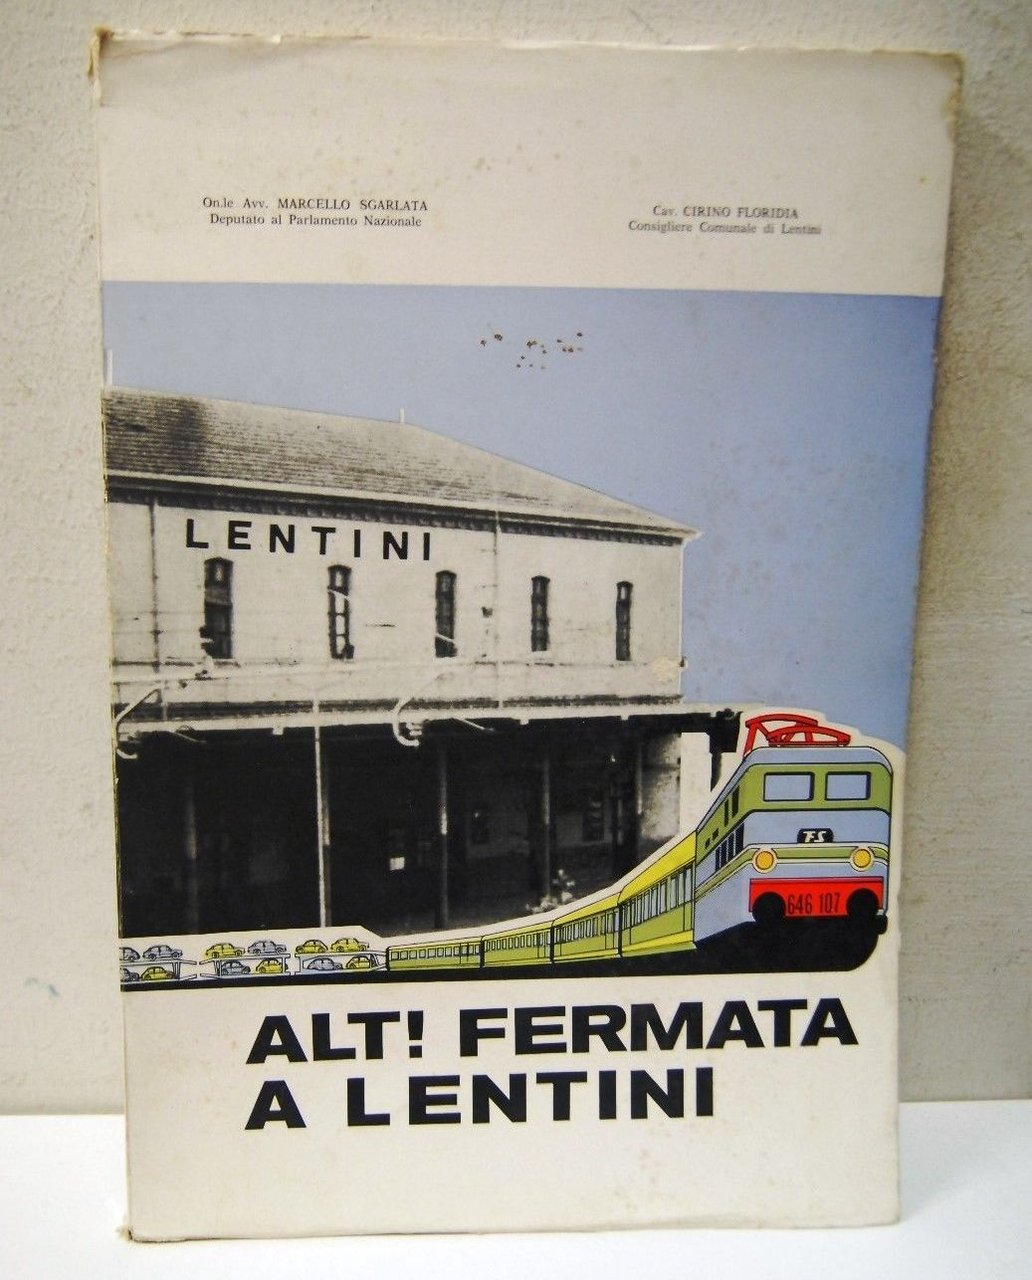 On.le Avv. MARCELLO SGARLATA
Deputato al Parlamento Nazionale
Cav. CIRINO FLORIDIA
Consigliere Comunale di Lentini
LENTINI
FS
646 107
ALT! FERMATA
A LENTINI